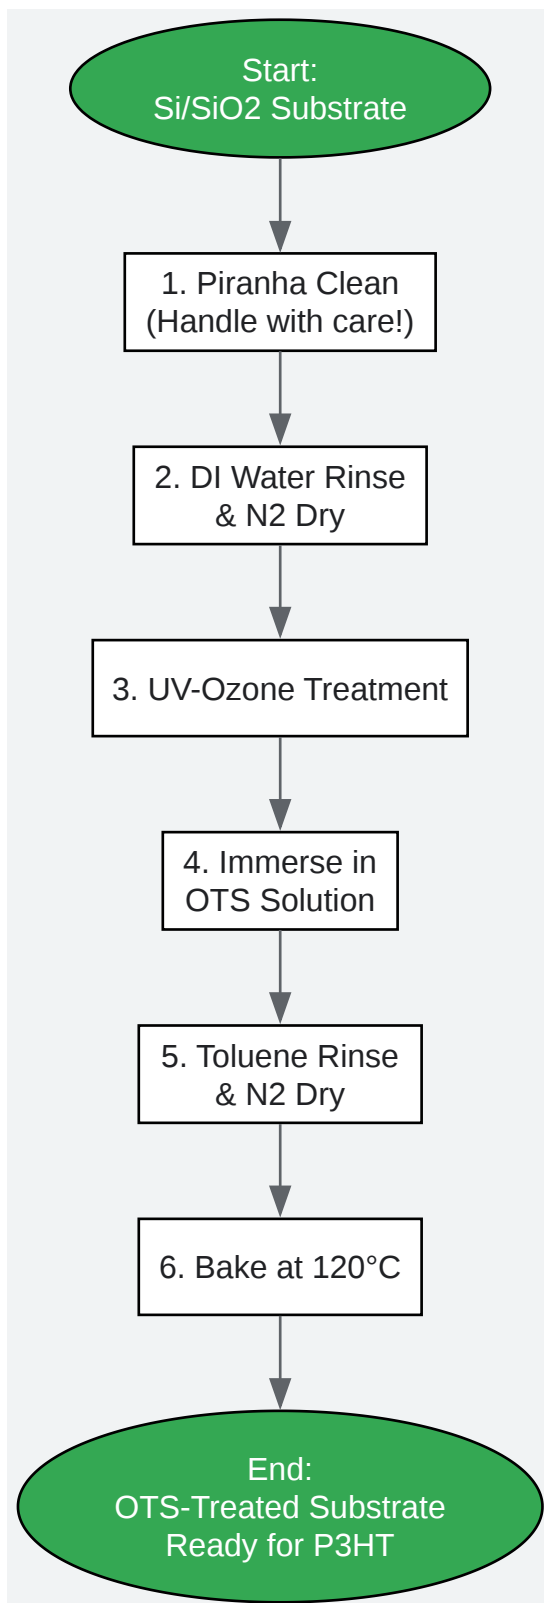 Start:
Si/SiO2 Substrate
1. Piranha Clean
(Handle with care!)
2. DI Water Rinse
& N2 Dry
3. UV-Ozone Treatment
4. Immerse in
OTS Solution
5. Toluene Rinse
& N2 Dry
6. Bake at 120°C
End:
OTS-Treated Substrate
Ready for P3HT